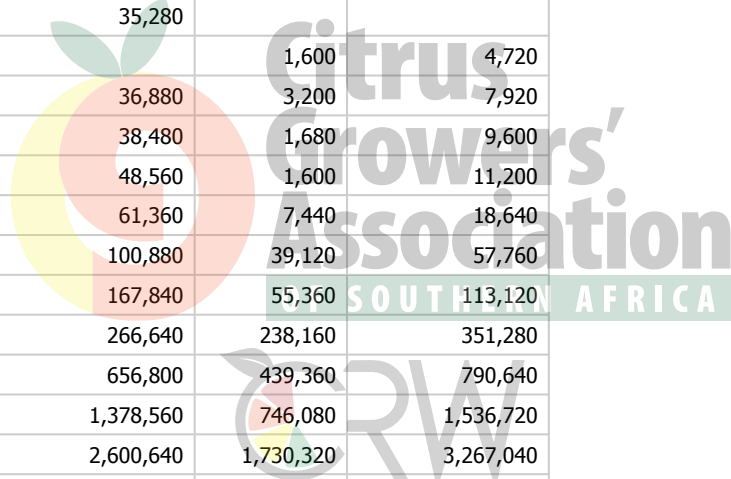 35,280
1,600 4,720
36,880 3,200 7,920
38,480 1,680 9,600
48,560 1,600 11,200
61,360 7,440 18,640
100,880 39,120 57,760
167,840 55,360 113,120
266,640 238,160 351,280
656,800 439,360 790,640
1,378,560 746,080 1,536,720
2,600,640 1,730,320 3,267,040
Citrus
Growers'
Association
OF SOUTHERN AFRICA
CRW